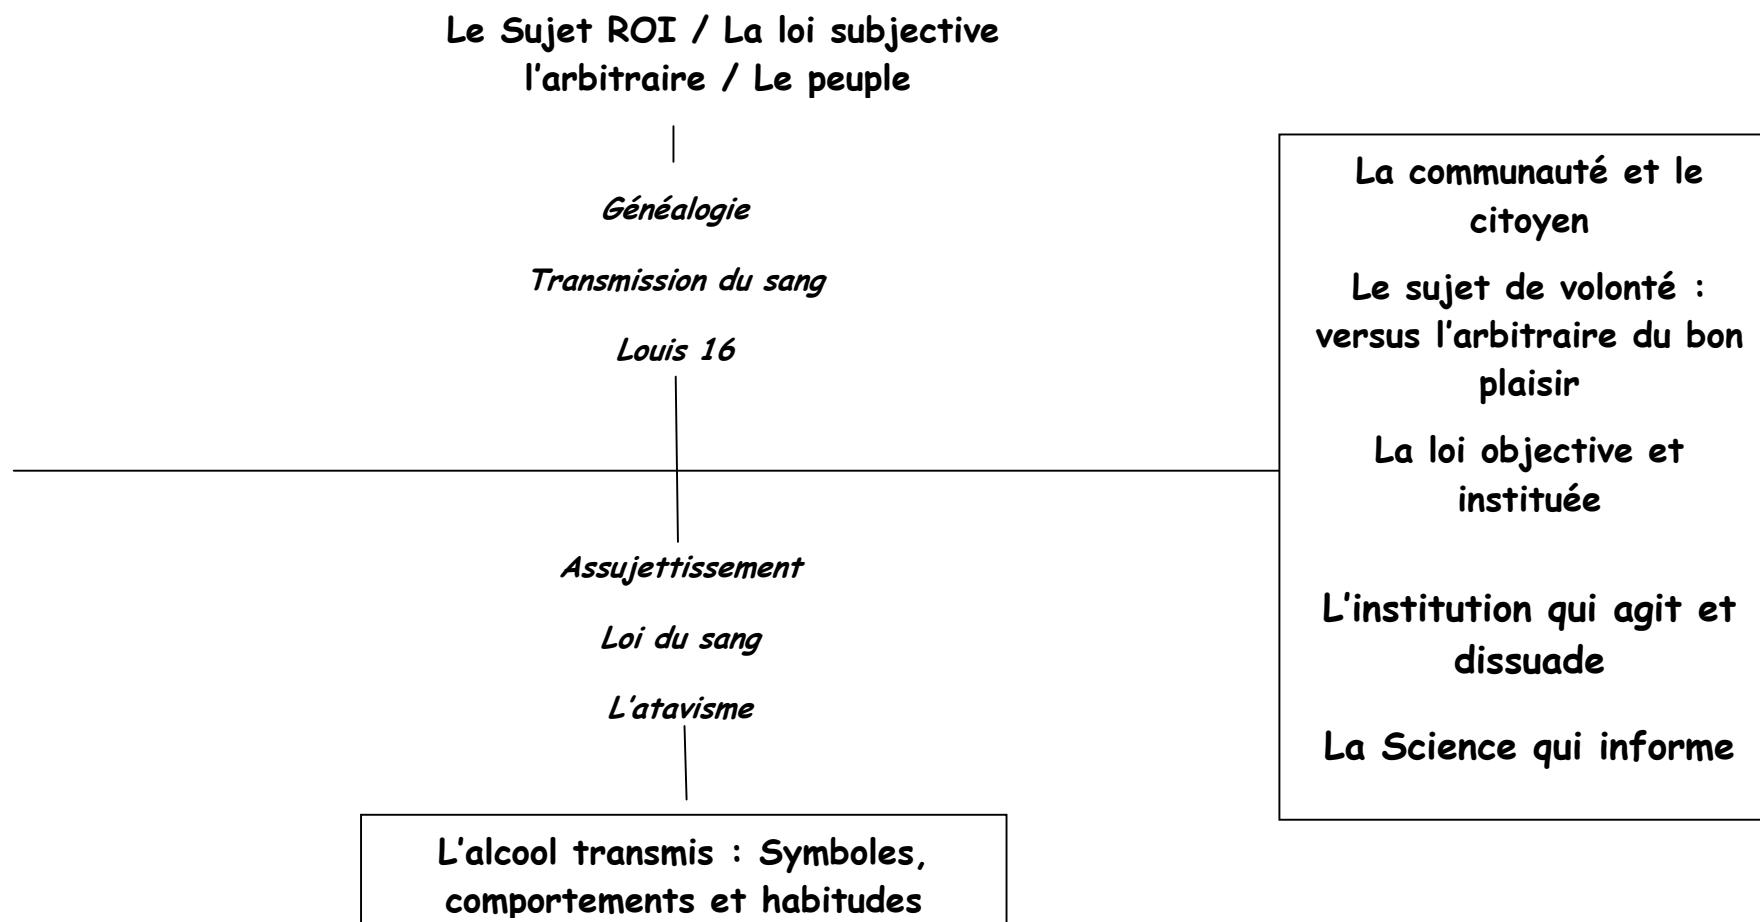 Le Sujet ROI / La loi subjective
l'arbitraire / Le peuple
Généalogie
Transmission du sang
Louis 16
Assujettissement
Loi du sang
L'atavisme
L'alcool transmis : Symboles,
comportements et habitudes
La communauté et le
citoyen
Le sujet de volonté :
versus l'arbitraire du bon
plaisir
La loi objective et
instituée
L'institution qui agit et
dissuade
La Science qui informe